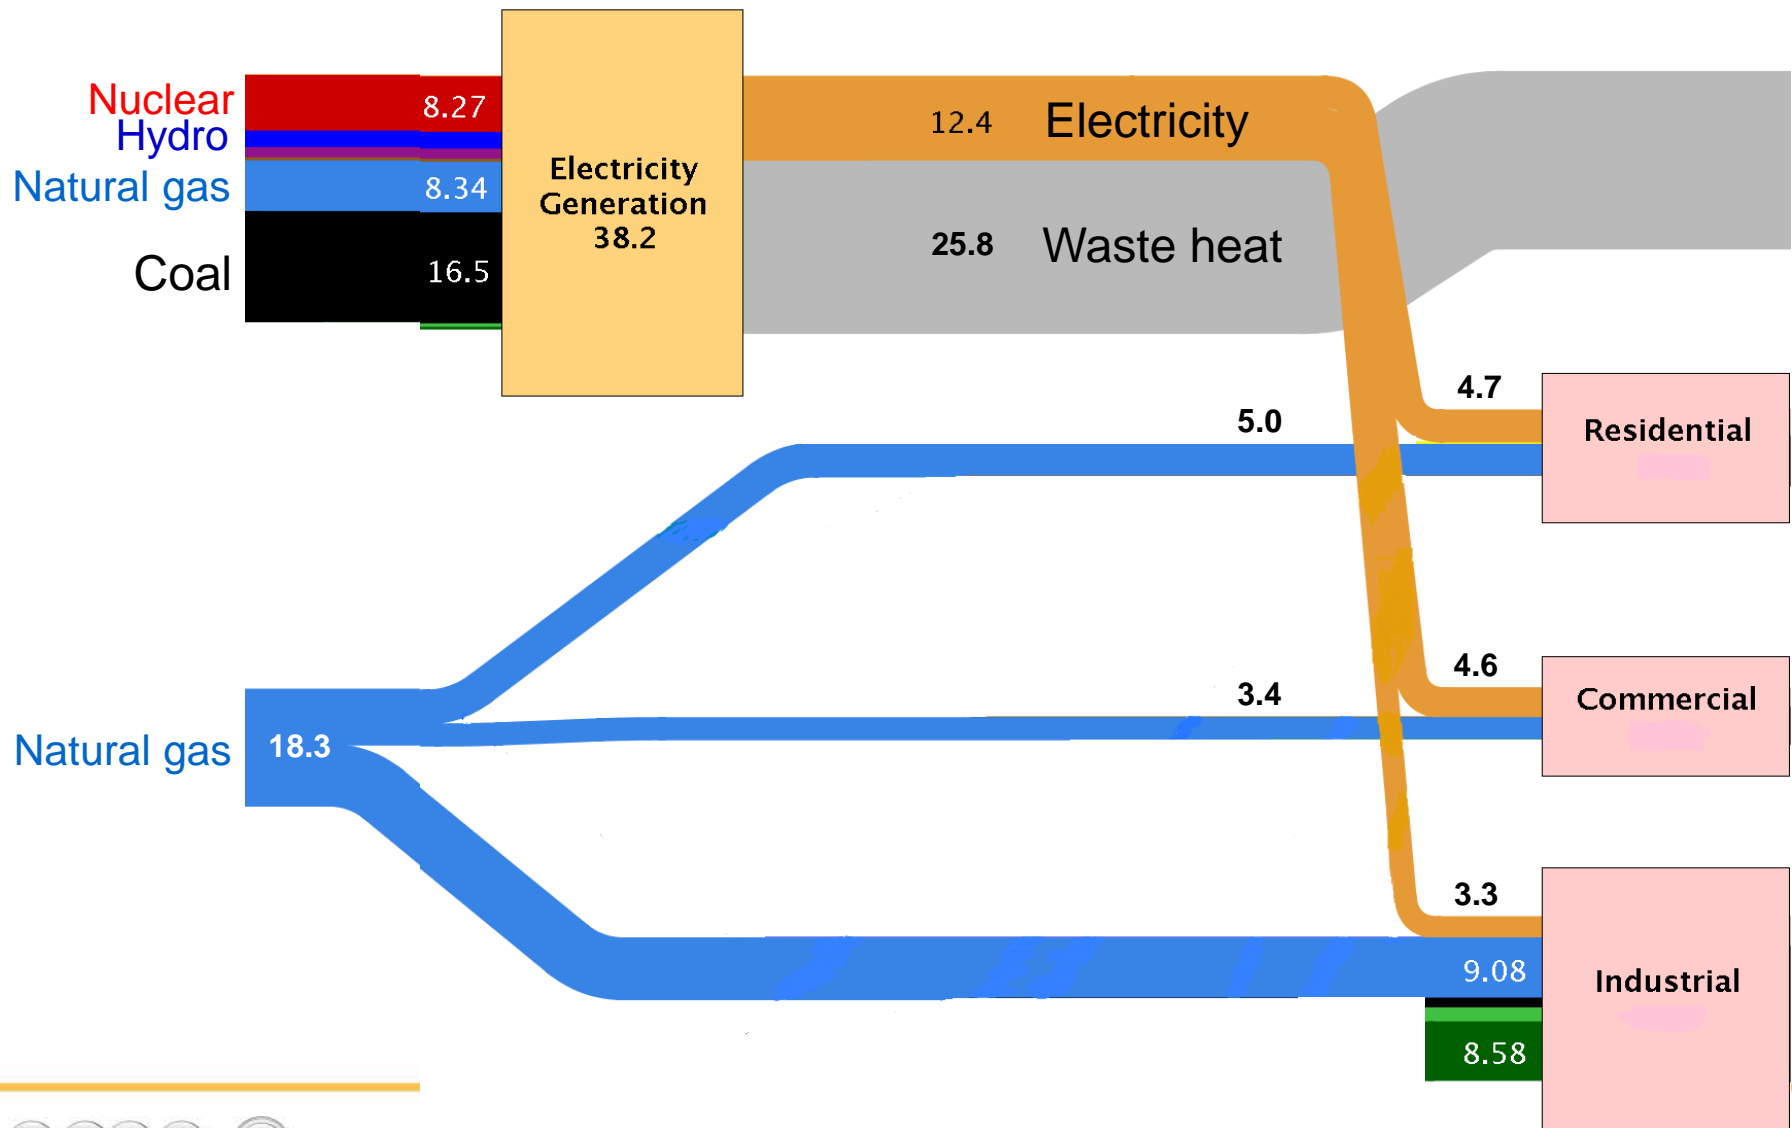 Nuclear
8.27
Hydro
Natural gas
8.34
Coal
16.5
Electricity
Generation
38.2
12.4 Electricity
25.8 Waste heat
4.7
5.0
Residential
4.6
3.4
Commercial
Natural gas
18.3
3.3
9.08
Industrial
8.58